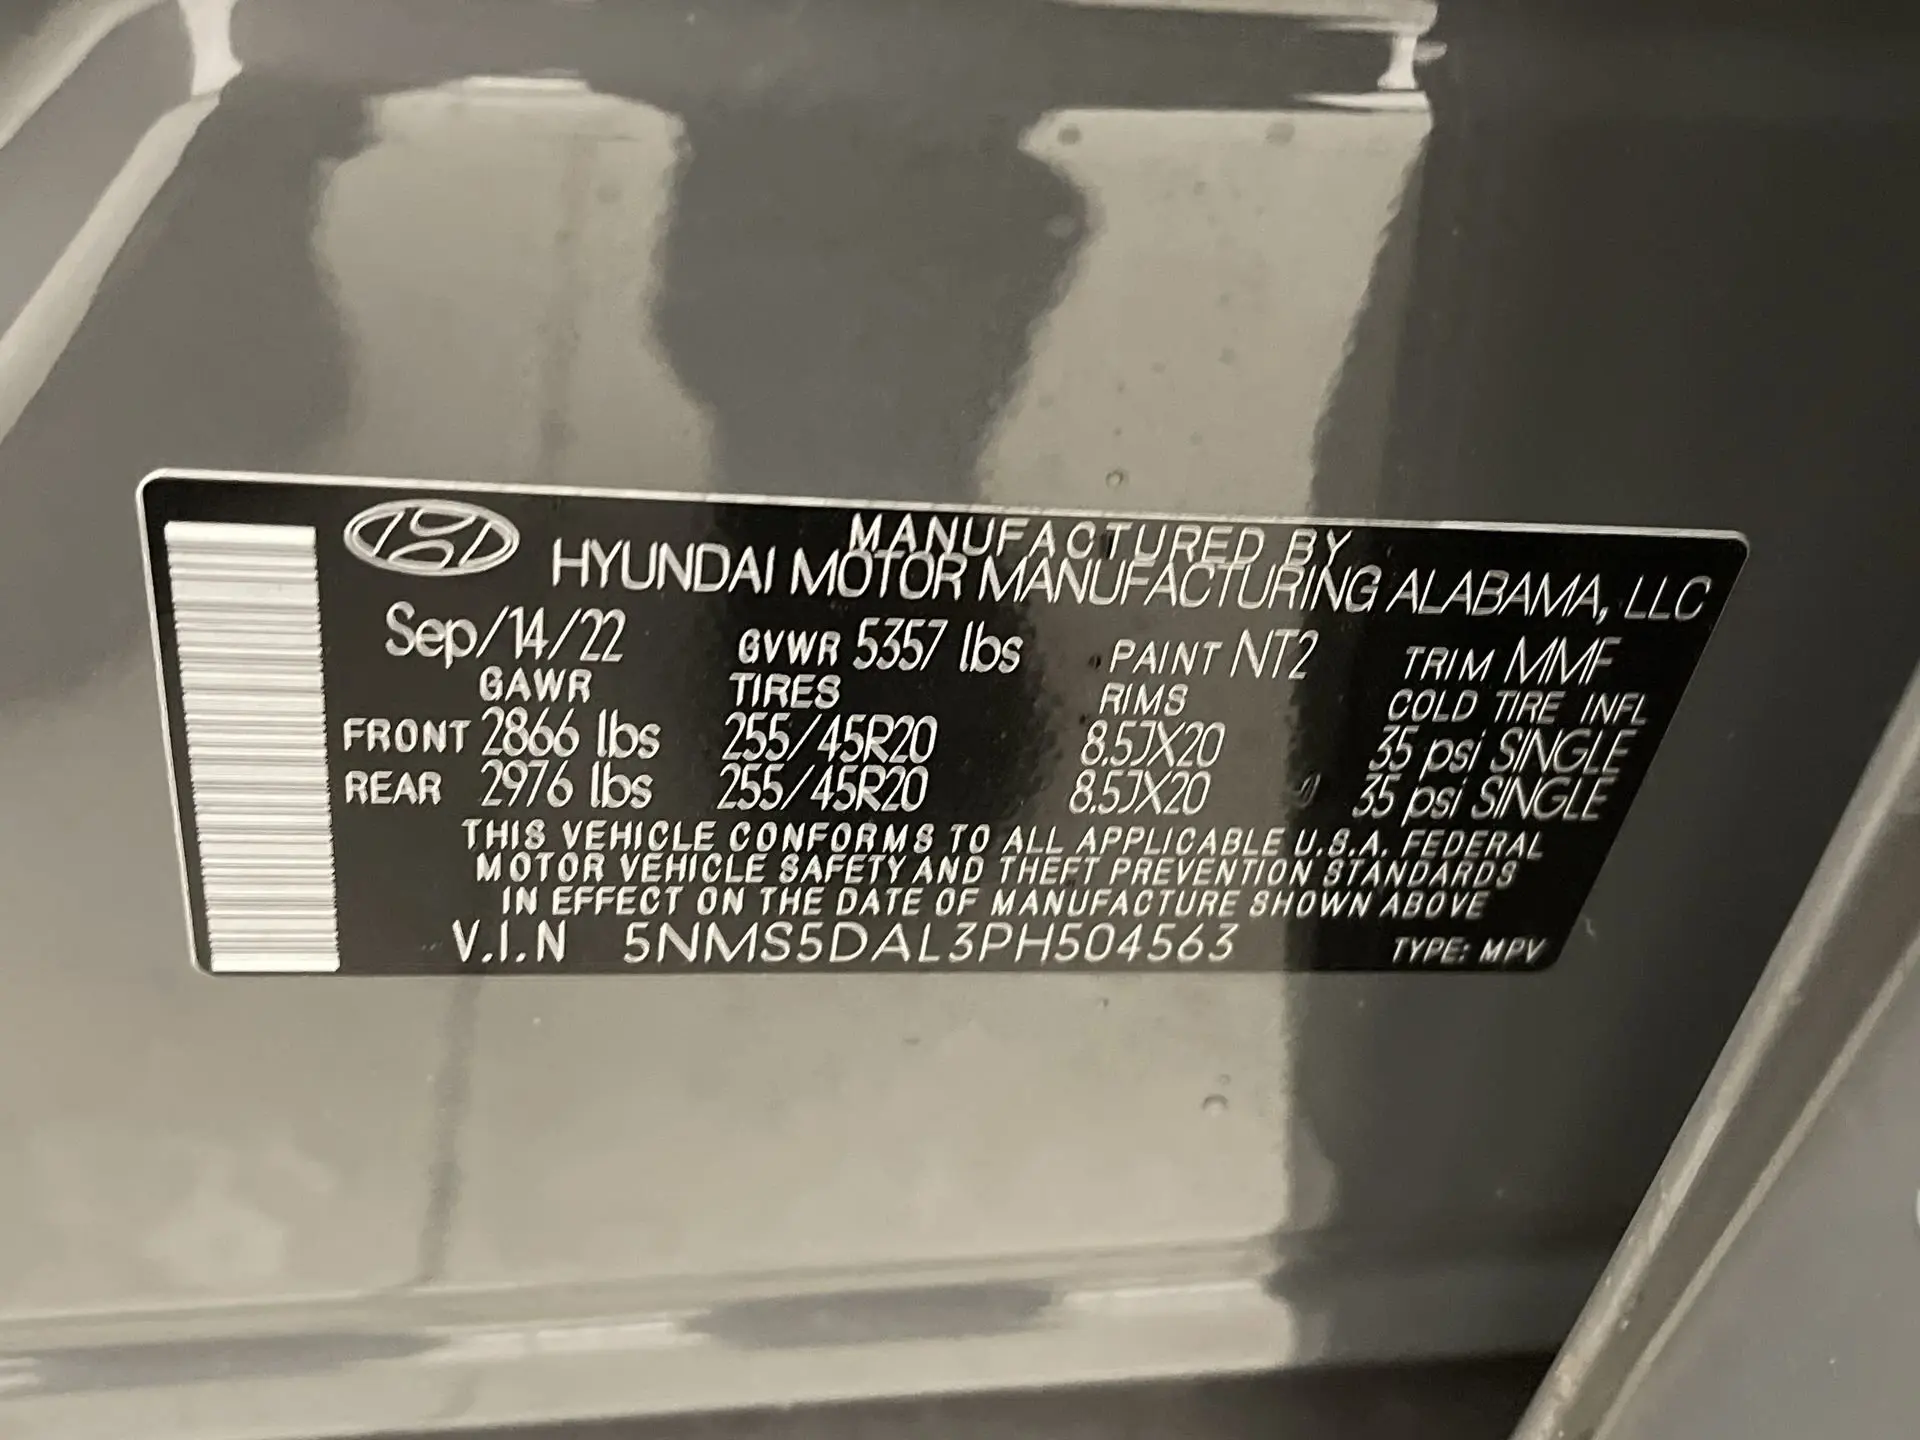 MANUFACTURED BY
HYUNDAI MOTOR MANUFACTURING ALABAMA, LLC
Sep/14/22 GVWR 5357 lbs PAINT NT2 TRIM MMF
GAWR TIRES RIMS COLD TIRE INFL
FRONT 2866 lbs 255/45R20 8.5JX20 35 psi SINGLE
REAR 2976 lbs 255/45R20 8.5JX20 35 psi SINGLE
THIS VEHICLE CONFORMS TO ALL APPLICABLE U.S.A. FEDERAL
MOTOR VEHICLE SAFETY AND THEFT PREVENTION STANDARDS
IN EFFECT ON THE DATE OF MANUFACTURE SHOWN ABOVE
V.I.N 5NMS5DAL3PH504563 TYPE: MPV